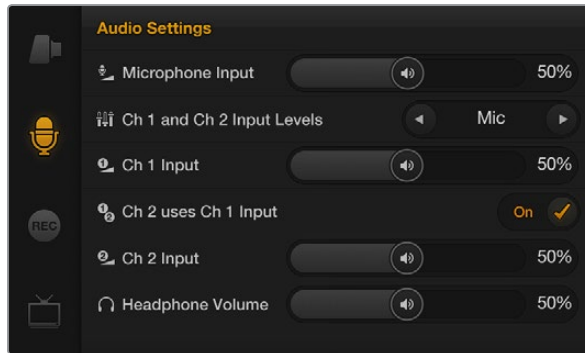 Audio Settings
Microphone Input 50%
Ch 1 and Ch 2 Input Levels Mic
Ch 1 Input 50%
Ch 2 uses Ch 1 Input On
REC
Ch 2 Input 50%
Headphone Volume 50%